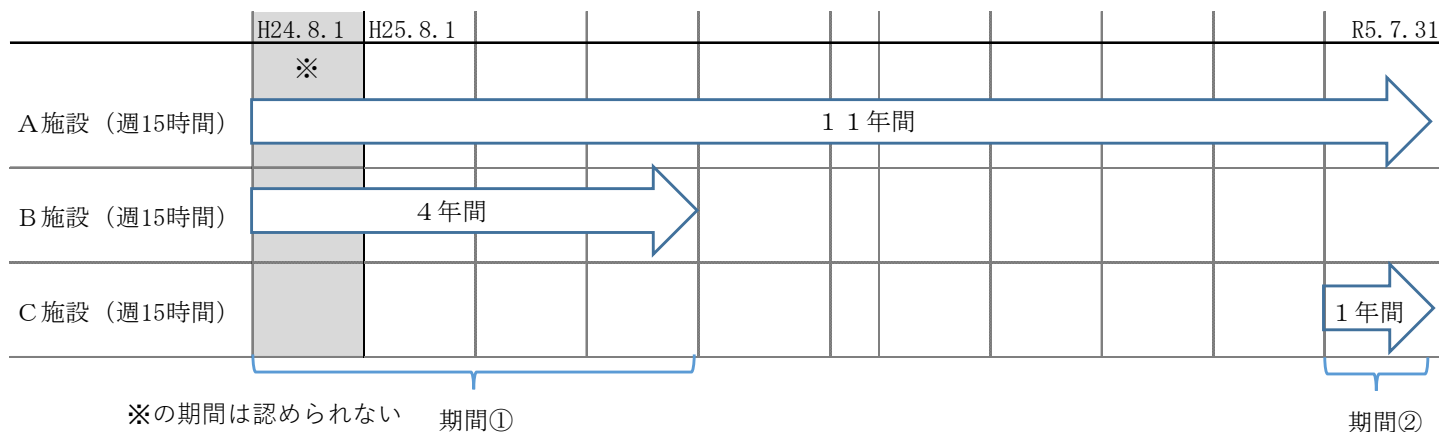 H24.8.1 H25.8.1 R5.7.31
※
A施設（週15時間） 11年間
B施設（週15時間） 4年間
C施設（週15時間） 1年間
※の期間は認められない 期間① 期間②